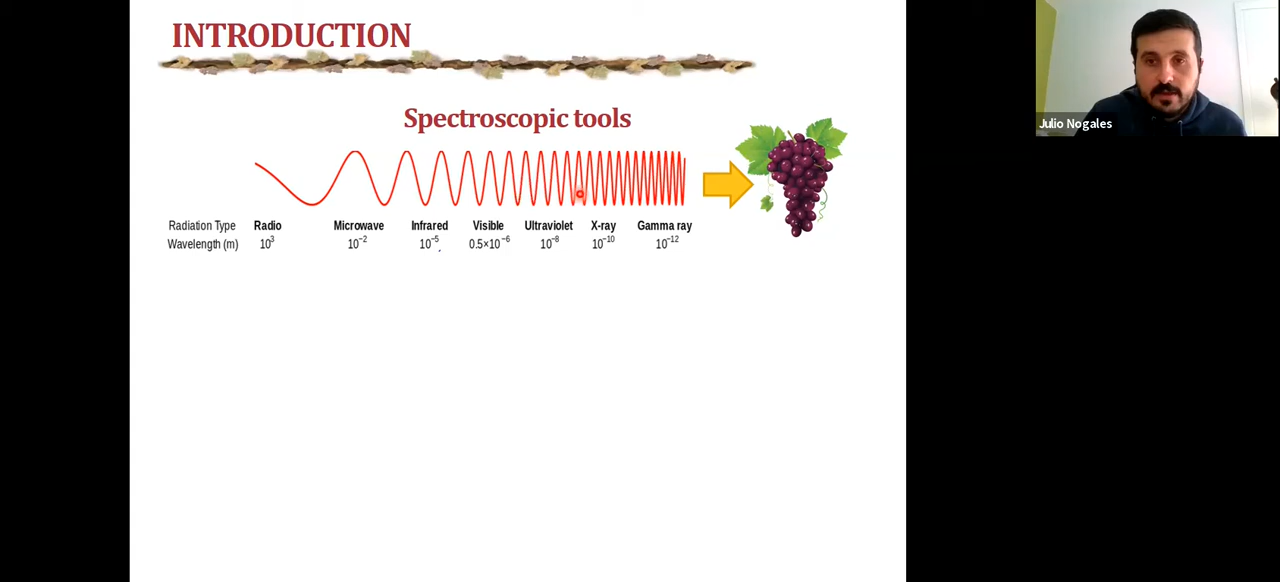 INTRODUCTION
Spectroscopic tools
Radiation Type Radio Microwave Infrared Visible Ultraviolet X-ray Gamma ray
Wavelength (m) 10³ 10⁻² 10⁻⁵ 0.5×10⁻⁶ 10⁻⁸ 10⁻¹⁰ 10⁻¹²
Julio Nogales